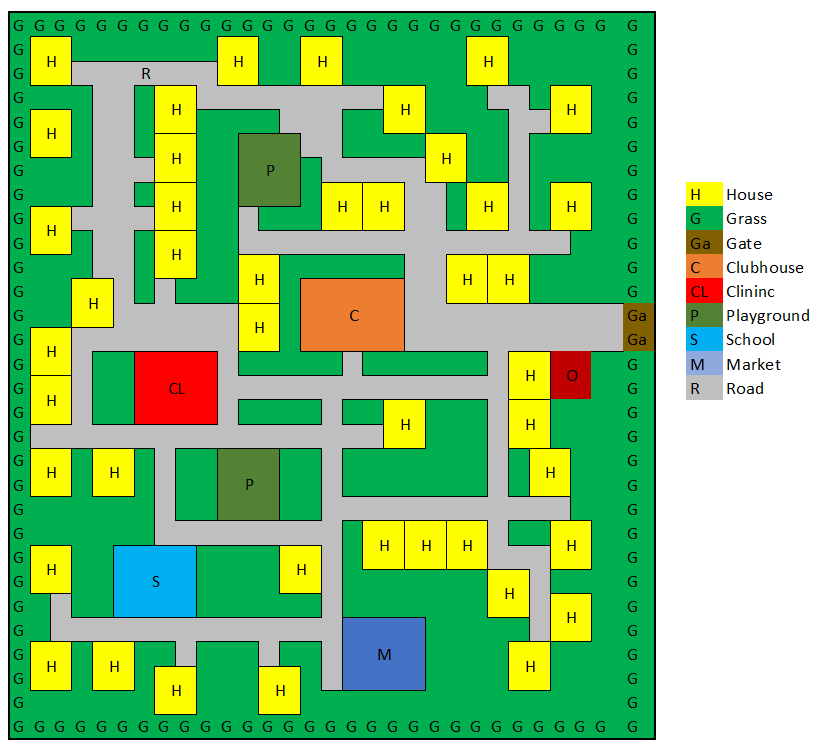 G G G G G G G G G G G G G G G G G G G G G G G G G G G G G G
G G
H H H H
G R G
G G
H H H
G G
H
G G
H H
G P G
G G
H H H H H
G G
H
G G
H
G G
H H H
G G
H
G C Ga
H
G Ga
H
G G
H O
G CL G
H
G G
H H
G G
G G
H H H
G P G
G G
G G
H H H H
G G
H H
G S G
H
G G
H
G G
G M G
H H H
G G
H H
G G
G G G G G G G G G G G G G G G G G G G G G G G G G G G G G G
H House
G Grass
Ga Gate
C Clubhouse
CL Clininc
P Playground
S School
M Market
R Road